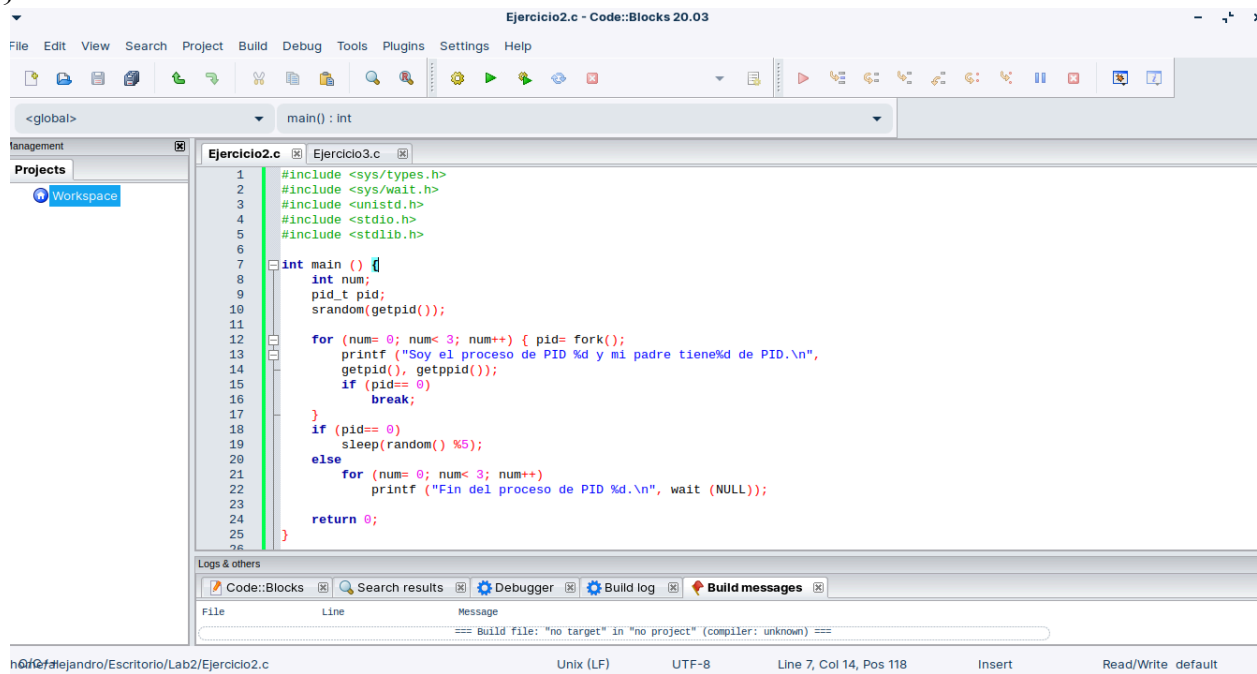 )
Ejercicio2.c - Code::Blocks 20.03
File Edit View Search Project Build Debug Tools Plugins Settings Help
<global> main() : int
Management
Projects
Workspace
Ejercicio2.c Ejercicio3.c
1 #include <sys/types.h>
2 #include <sys/wait.h>
3 #include <unistd.h>
4 #include <stdio.h>
5 #include <stdlib.h>
6
7 int main () {
8 int num;
9 pid_t pid;
10 srandom(getpid());
11
12 for (num= 0; num< 3; num++) { pid= fork();
13 printf ("Soy el proceso de PID %d y mi padre tiene%d de PID.\n",
14 getpid(), getppid());
15 if (pid== 0)
16 break;
17 }
18 if (pid== 0)
19 sleep(random() %5);
20 else
21 for (num= 0; num< 3; num++)
22 printf ("Fin del proceso de PID %d.\n", wait (NULL));
23
24 return 0;
25 }
26
Logs & others
Code::Blocks Search results Debugger Build log Build messages
File Line Message
=== Build file: "no target" in "no project" (compiler: unknown) ===
Unix (LF) UTF-8 Line 7, Col 14, Pos 118 Insert Read/Write default